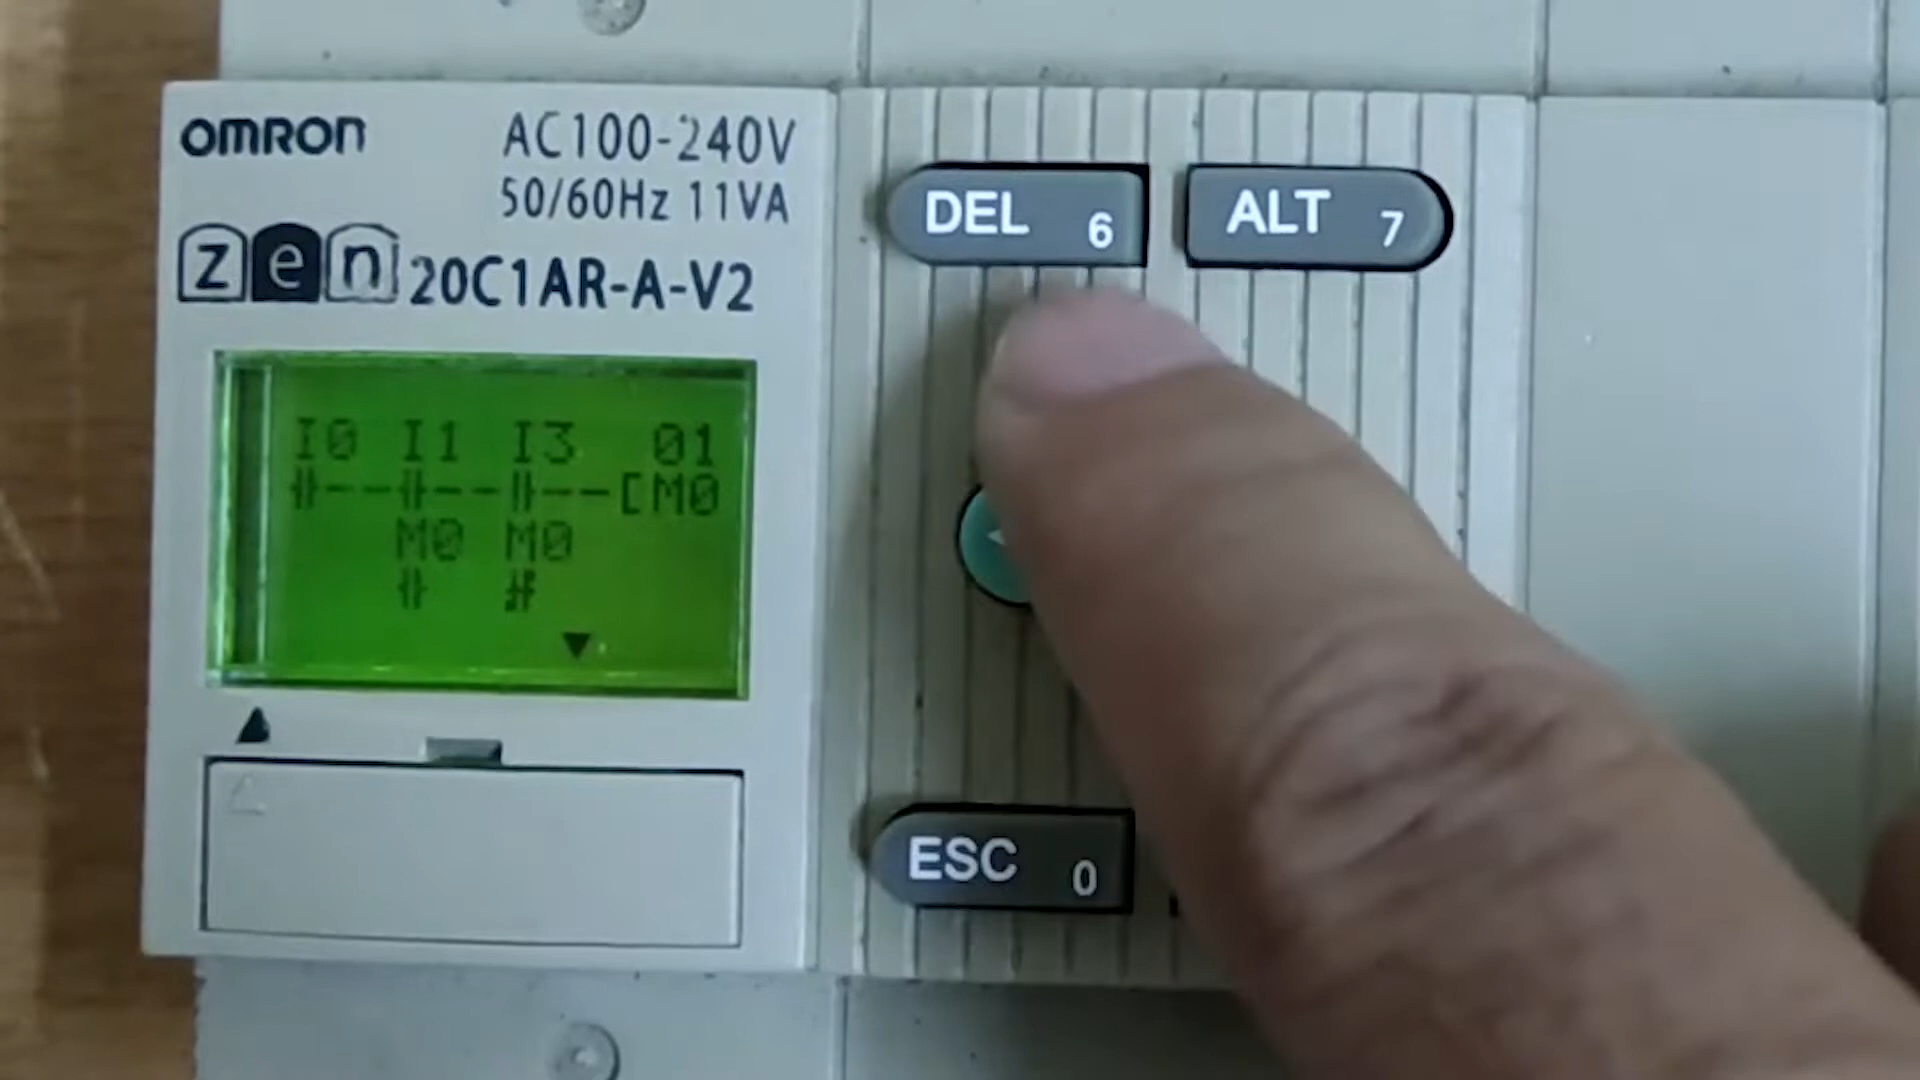 OMRON
AC100-240V
50/60Hz 11VA
zen 20C1AR-A-V2
I0 I1 I3 01
[M0
M0 M0
DEL 6
ALT 7
ESC 0